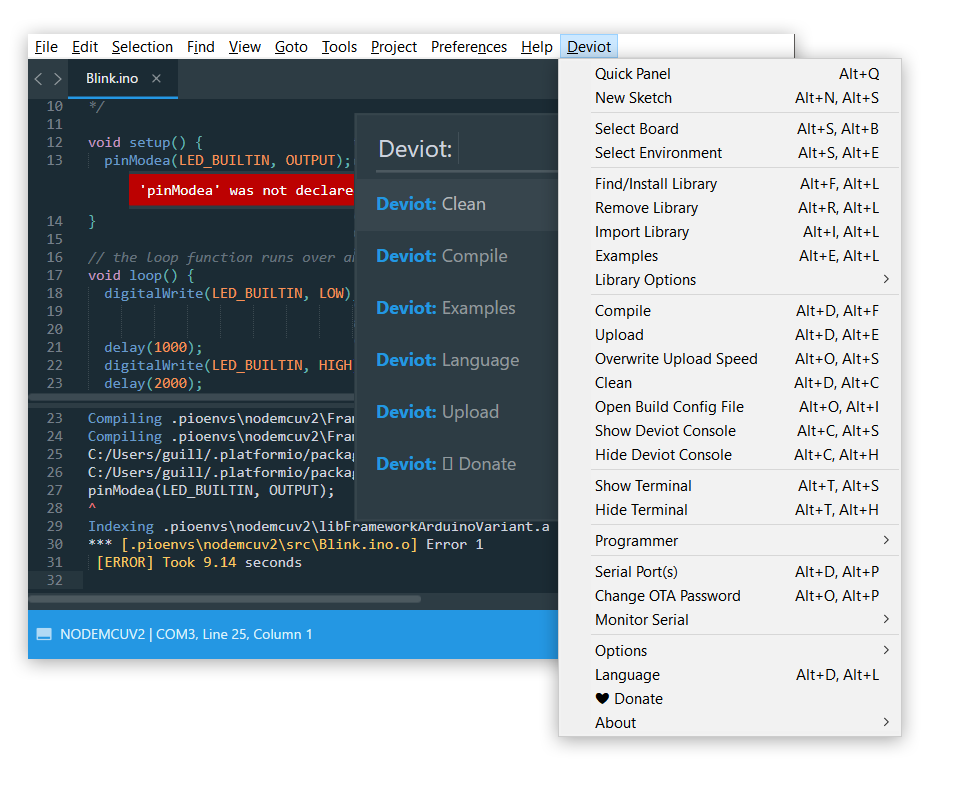 File Edit Selection Find View Goto Tools Project Preferences Help Deviot
Blink.ino ×
10 */
11
12 void setup() {
13 pinModea(LED_BUILTIN, OUTPUT);
'pinModea' was not declare
14 }
15
16 // the loop function runs over a
17 void loop() {
18 digitalWrite(LED_BUILTIN, LOW)
19
20
21 delay(1000);
22 digitalWrite(LED_BUILTIN, HIGH
23 delay(2000);
23 Compiling .pioenvs\nodemcuv2\Fra
24 Compiling .pioenvs\nodemcuv2\Fra
25 C:/Users/guill/.platformio/packag
26 C:/Users/guill/.platformio/packag
27 pinModea(LED_BUILTIN, OUTPUT);
28 ^
29 Indexing .pioenvs\nodemcuv2\libFrameworkArduinoVariant.a
30 *** [.pioenvs\nodemcuv2\src\Blink.ino.o] Error 1
31 [ERROR] Took 9.14 seconds
32
NODEMCUV2 | COM3, Line 25, Column 1
Deviot:
Deviot: Clean
Deviot: Compile
Deviot: Examples
Deviot: Language
Deviot: Upload
Deviot: ▯ Donate
Quick Panel Alt+Q
New Sketch Alt+N, Alt+S
Select Board Alt+S, Alt+B
Select Environment Alt+S, Alt+E
Find/Install Library Alt+F, Alt+L
Remove Library Alt+R, Alt+L
Import Library Alt+I, Alt+L
Examples Alt+E, Alt+L
Library Options >
Compile Alt+D, Alt+F
Upload Alt+D, Alt+E
Overwrite Upload Speed Alt+O, Alt+S
Clean Alt+D, Alt+C
Open Build Config File Alt+O, Alt+I
Show Deviot Console Alt+C, Alt+S
Hide Deviot Console Alt+C, Alt+H
Show Terminal Alt+T, Alt+S
Hide Terminal Alt+T, Alt+H
Programmer >
Serial Port(s) Alt+D, Alt+P
Change OTA Password Alt+O, Alt+P
Monitor Serial >
Options >
Language Alt+D, Alt+L
♥ Donate
About >